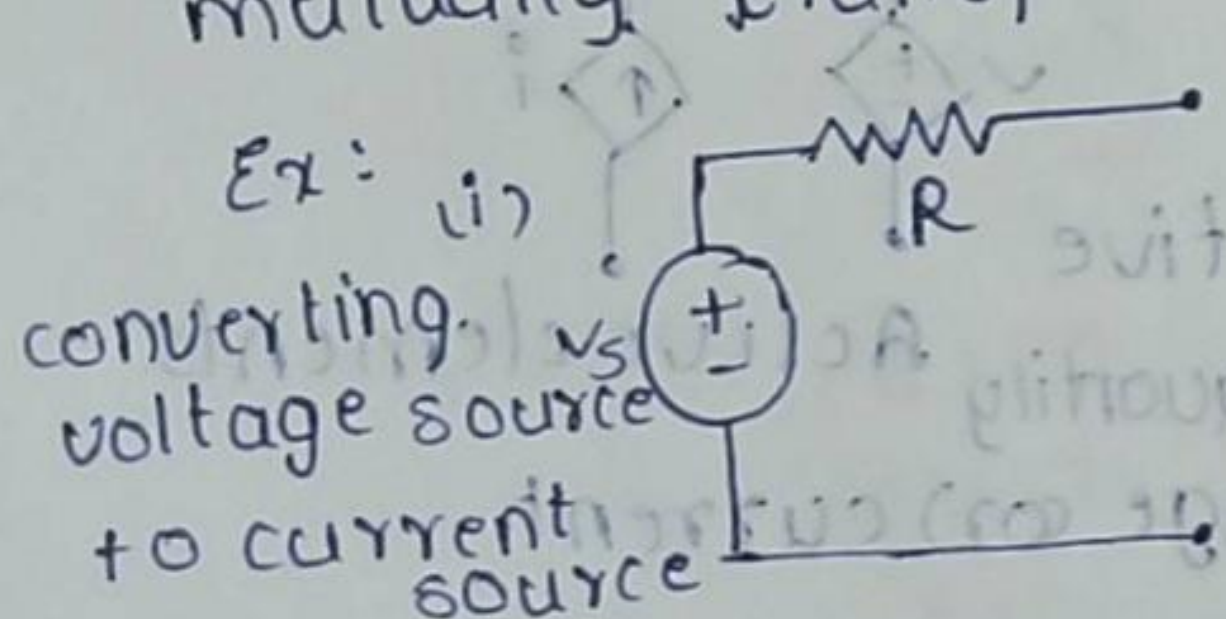 Ex: (i)
R
converting Vs + -
voltage source
to current
source